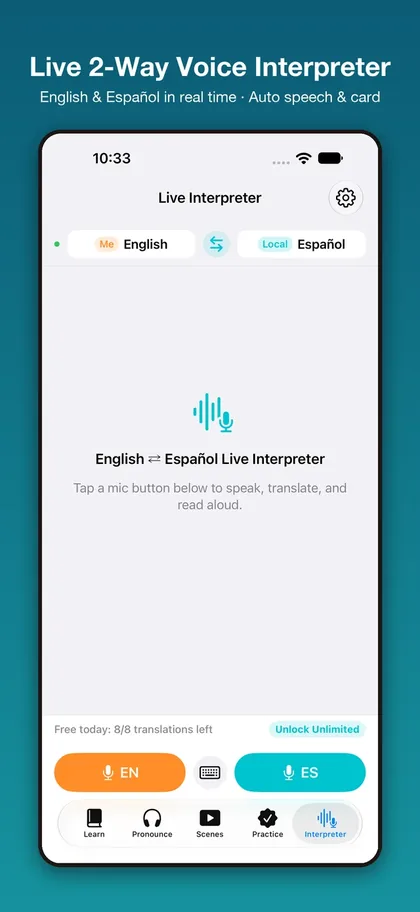 Live 2-Way Voice Interpreter
English & Español in real time · Auto speech & card
10:33
Live Interpreter
Me English
Local Español
English ⇄ Español Live Interpreter
Tap a mic button below to speak, translate, and
read aloud.
Free today: 8/8 translations left
Unlock Unlimited
EN
ES
Learn
Pronounce
Scenes
Practice
Interpreter